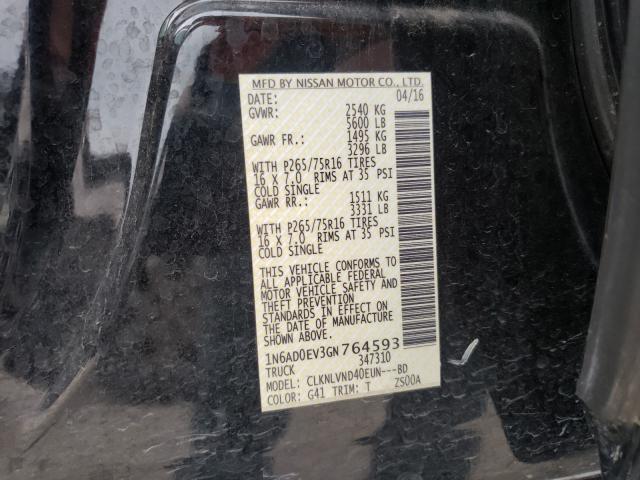 MFD BY NISSAN MOTOR CO., LTD.
DATE: 04/16
GVWR: 2540 KG
5600 LB
GAWR FR.: 1495 KG
3296 LB
WITH P265/75R16 TIRES
16 X 7.0 RIMS AT 35 PSI
COLD SINGLE
GAWR RR.: 1511 KG
3331 LB
WITH P265/75R16 TIRES
16 X 7.0 RIMS AT 35 PSI
COLD SINGLE
THIS VEHICLE CONFORMS TO
ALL APPLICABLE FEDERAL
MOTOR VEHICLE SAFETY AND
THEFT PREVENTION
STANDARDS IN EFFECT ON
THE DATE OF MANUFACTURE
SHOWN ABOVE.
1N6AD0EV3GN764593
TRUCK 347310
MODEL: CLKNLVND40EUN---BD
COLOR: G41 TRIM: T ZS00A